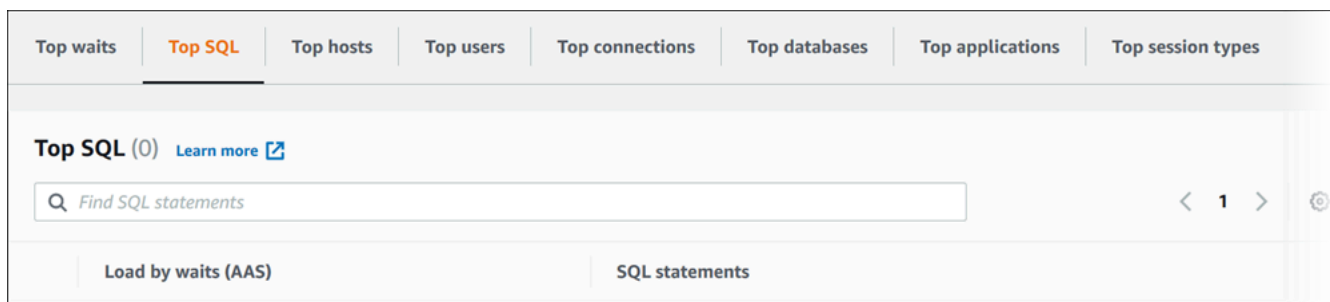 Top waits Top SQL Top hosts Top users Top connections Top databases Top applications Top session types
Top SQL (0) Learn more
Find SQL statements 1
Load by waits (AAS) SQL statements